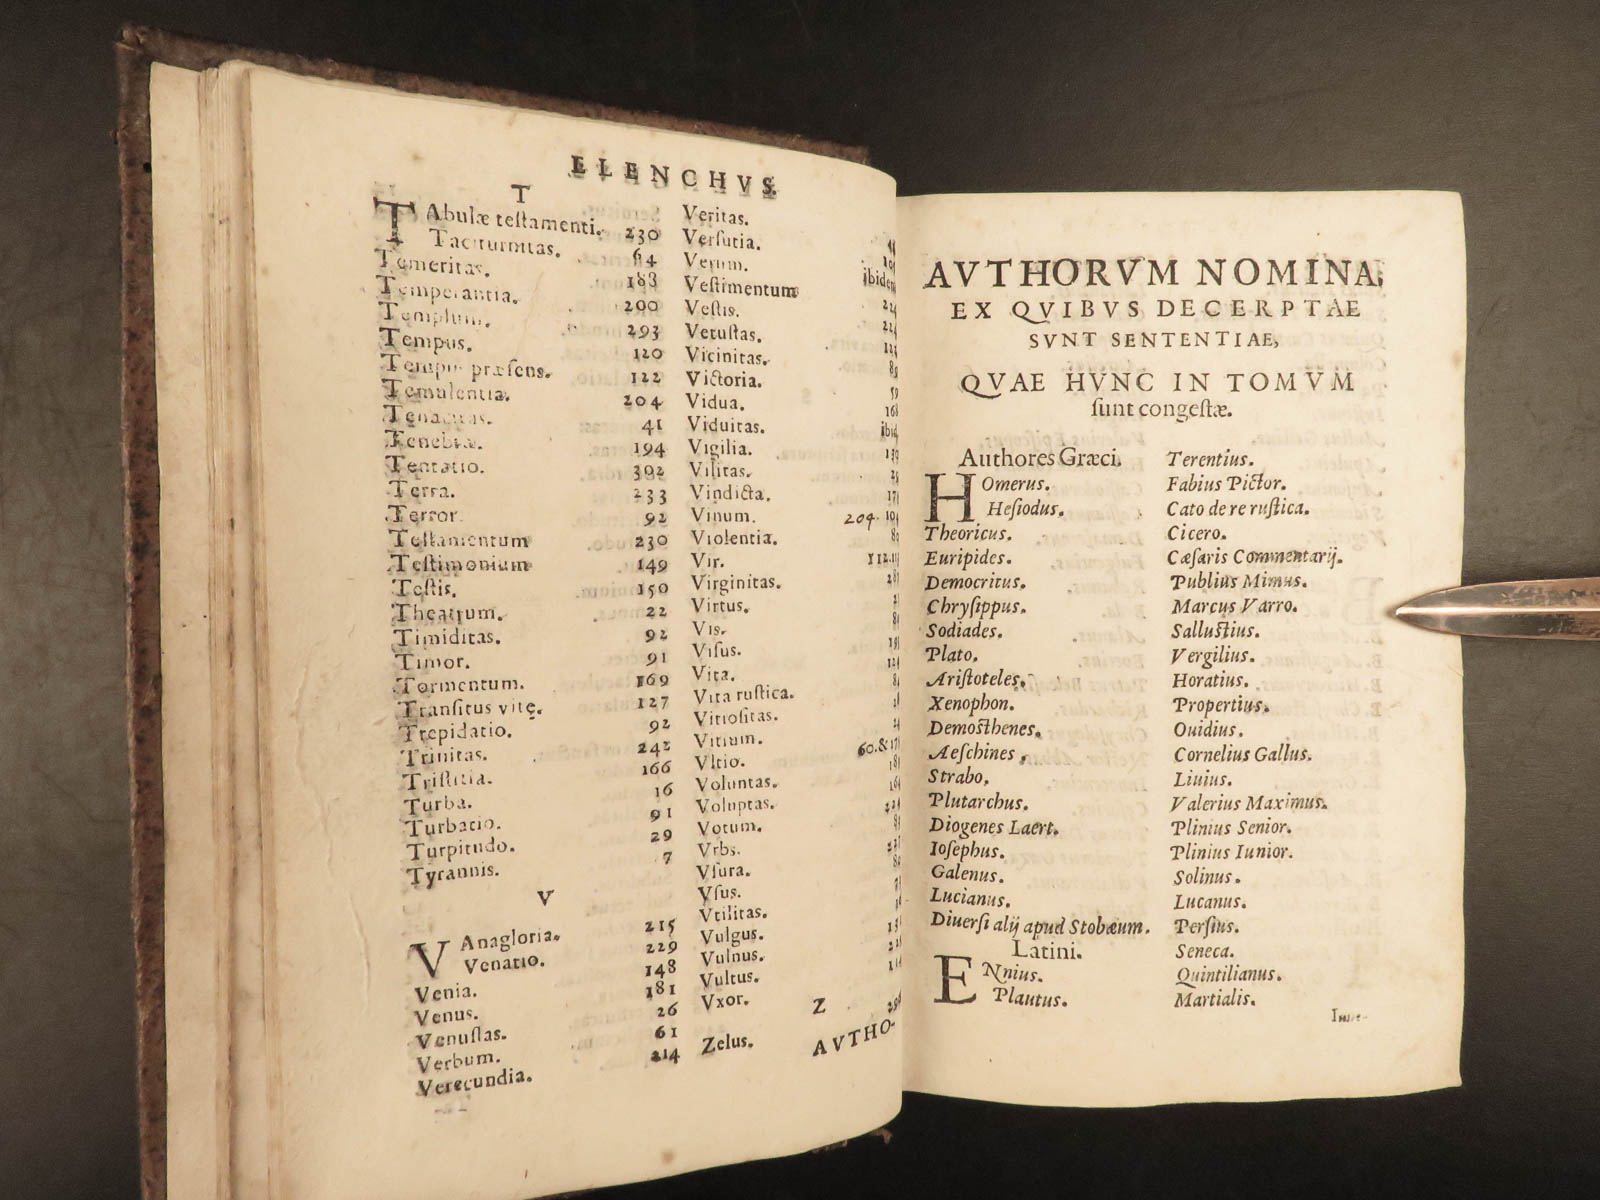 ELENCHVS.
T
TAbulæ testamenti. 230
Taciturnitas. 64
Temeritas. 188
Temperantia. 200
Templum. 293
Tempus. 120
Tempus præsens. 122
Temulentia. 204
Tenacitas. 41
Tenebræ. 194
Tentatio. 302
Terra. 233
Terror. 92
Testamentum 230
Testimonium 149
Testis. 150
Theatrum. 22
Timiditas. 92
Timor. 91
Tormentum. 169
Transitus vitę. 127
Trepidatio. 92
Trinitas. 242
Tristitia. 166
Turba. 16
Turbatio. 91
Turpitudo. 29
Tyrannis. 7
V
VAnagloria. 215
Venatio. 229
Venia. 148
Venus. 181
Venustas. 26
Verbum. 61
Verecundia. 214
Veritas.
Versutia.
Verum. ibidem
Vestimentum 224
Vestis. 224
Vetustas.
Vicinitas.
Victoria.
Vidua.
Viduitas. ibid.
Vigilia.
Vilitas.
Vindicta.
Vinum. 204.
Violentia.
Vir. 112.
Virginitas.
Virtus.
Vis.
Visus.
Vita.
Vita rustica.
Vitiositas.
Vitium. 60.&
Vltio.
Voluntas.
Voluptas.
Votum.
Vrbs.
Vsura.
Vsus.
Vtilitas.
Vulgus.
Vulnus.
Vultus.
Vxor.
Z
Zelus.
AVTHO-
AVTHORVM NOMINA,
EX QVIBVS DECERPTAE
SVNT SENTENTIAE,
QVAE HVNC IN TOMVM
sunt congestæ.
Authores Græci.
HOmerus.
Hesiodus.
Theoricus.
Euripides.
Democritus.
Chrysippus.
Sodiades.
Plato.
Aristoteles.
Xenophon.
Demosthenes.
Aeschines,
Strabo.
Plutarchus.
Diogenes Laert.
Iosephus.
Galenus.
Lucianus.
Diuersi alij apud Stobæum.
Latini.
ENnius.
Plautus.
Terentius.
Fabius Pictor.
Cato de re rustica.
Cicero.
Cæsaris Commentarij.
Publius Mimus.
Marcus Varro.
Sallustius.
Vergilius.
Horatius.
Propertius.
Ouidius.
Cornelius Gallus.
Liuius.
Valerius Maximus.
Plinius Senior.
Plinius Iunior.
Solinus.
Lucanus.
Persius.
Seneca.
Quintilianus.
Martialis.